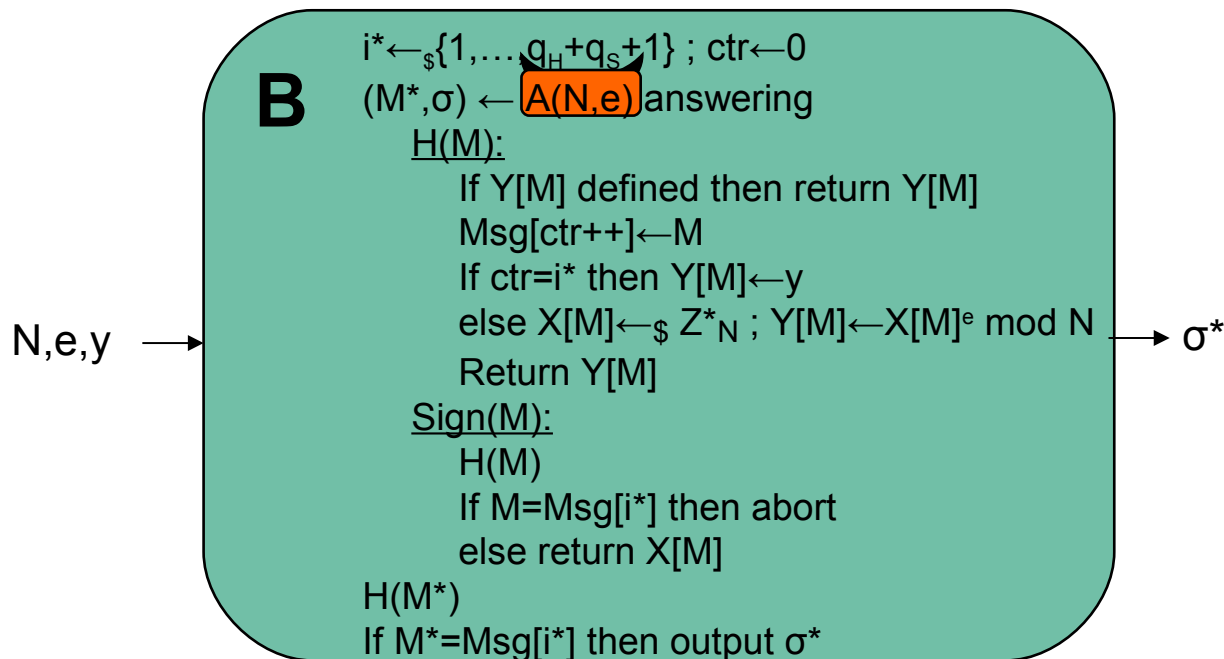 i*←$ {1,…,qH+qS+1} ; ctr←0
B
(M*,σ) ← A(N,e) answering
H(M):
If Y[M] defined then return Y[M]
Msg[ctr++]←M
If ctr=i* then Y[M]←y
else X[M]←$ Z*N ; Y[M]←X[M]ᵉ mod N
Return Y[M]
Sign(M):
H(M)
If M=Msg[i*] then abort
else return X[M]
H(M*)
If M*=Msg[i*] then output σ*
N,e,y
σ*